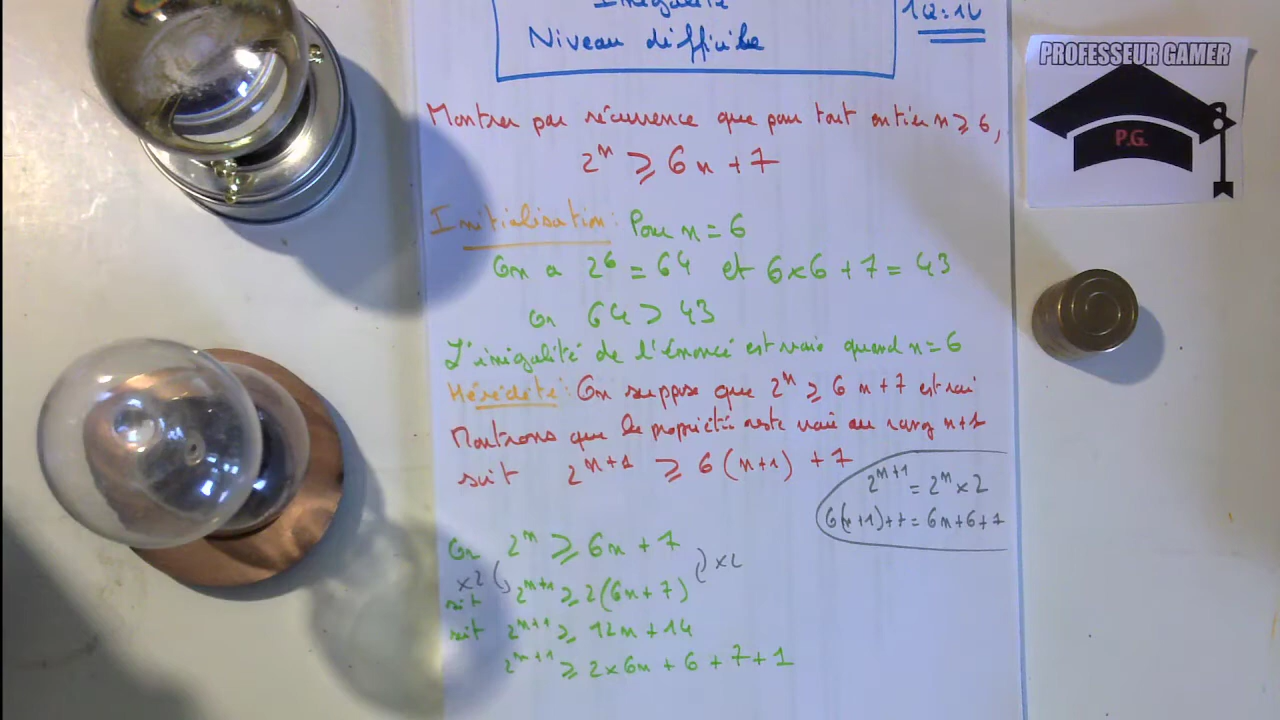 Inégalité
Niveau difficile
PROFESSEUR GAMER
P.G.
Montrer par récurrence que pour tout entier n ⩾ 6,
2ⁿ ⩾ 6n + 7
Initialisation: Pour n = 6
On a 2⁶ = 64 et 6×6 + 7 = 43
or 64 > 43
L'inégalité de l'énoncé est vraie quand n = 6
Hérédité: On suppose que 2ⁿ ⩾ 6n + 7 est vrai
Montrons que la propriété reste vraie au rang n+1
soit 2ⁿ⁺¹ ⩾ 6(n+1) + 7
2ⁿ⁺¹ = 2ⁿ × 2
6(n+1)+7 = 6n+6+7
Or 2ⁿ ⩾ 6n + 7
×2 ×2
soit 2ⁿ⁺¹ ⩾ 2(6n+7)
soit 2ⁿ⁺¹ ⩾ 12n + 14
2ⁿ⁺¹ ⩾ 2×6n + 6 + 7 + 1